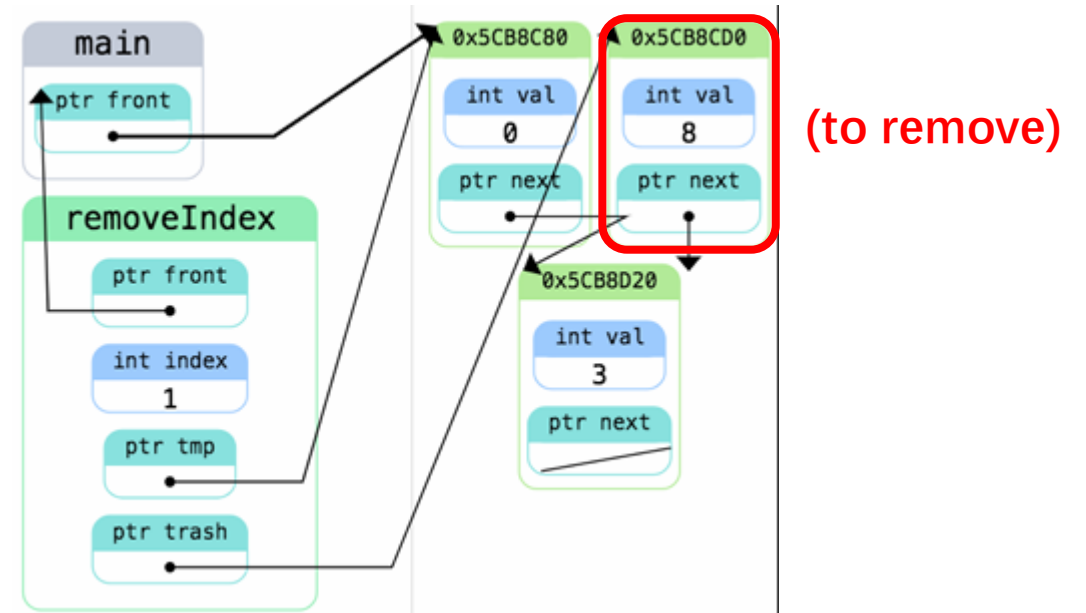 main
ptr front
removeIndex
ptr front
int index
1
ptr tmp
ptr trash
0x5CB8C80
int val
0
ptr next
0x5CB8CD0
int val
8
ptr next
(to remove)
0x5CB8D20
int val
3
ptr next